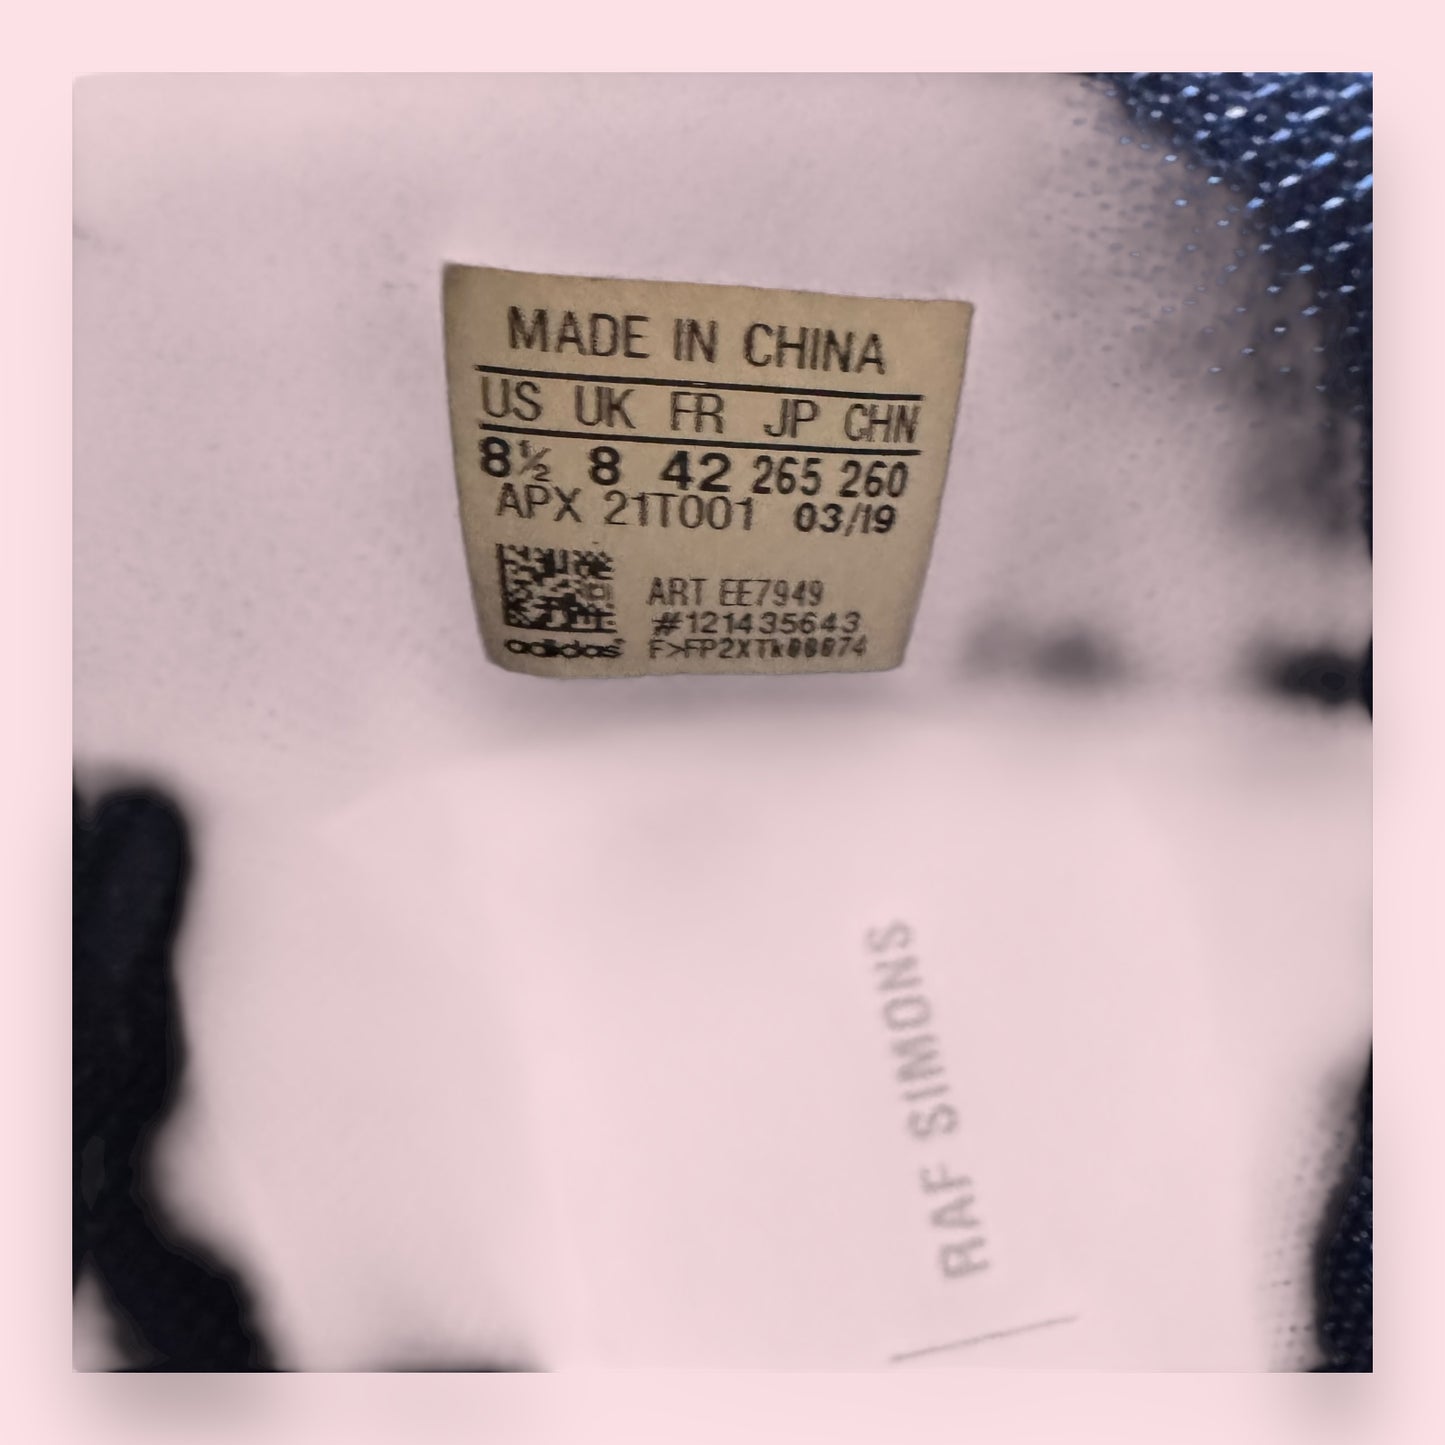 MADE IN CHINA
US UK FR JP CHN
8½ 8 42 265 260
APX 21T001 03/19
ART EE7949
#121435643
adidas F>FP2XTk00074
RAF SIMONS